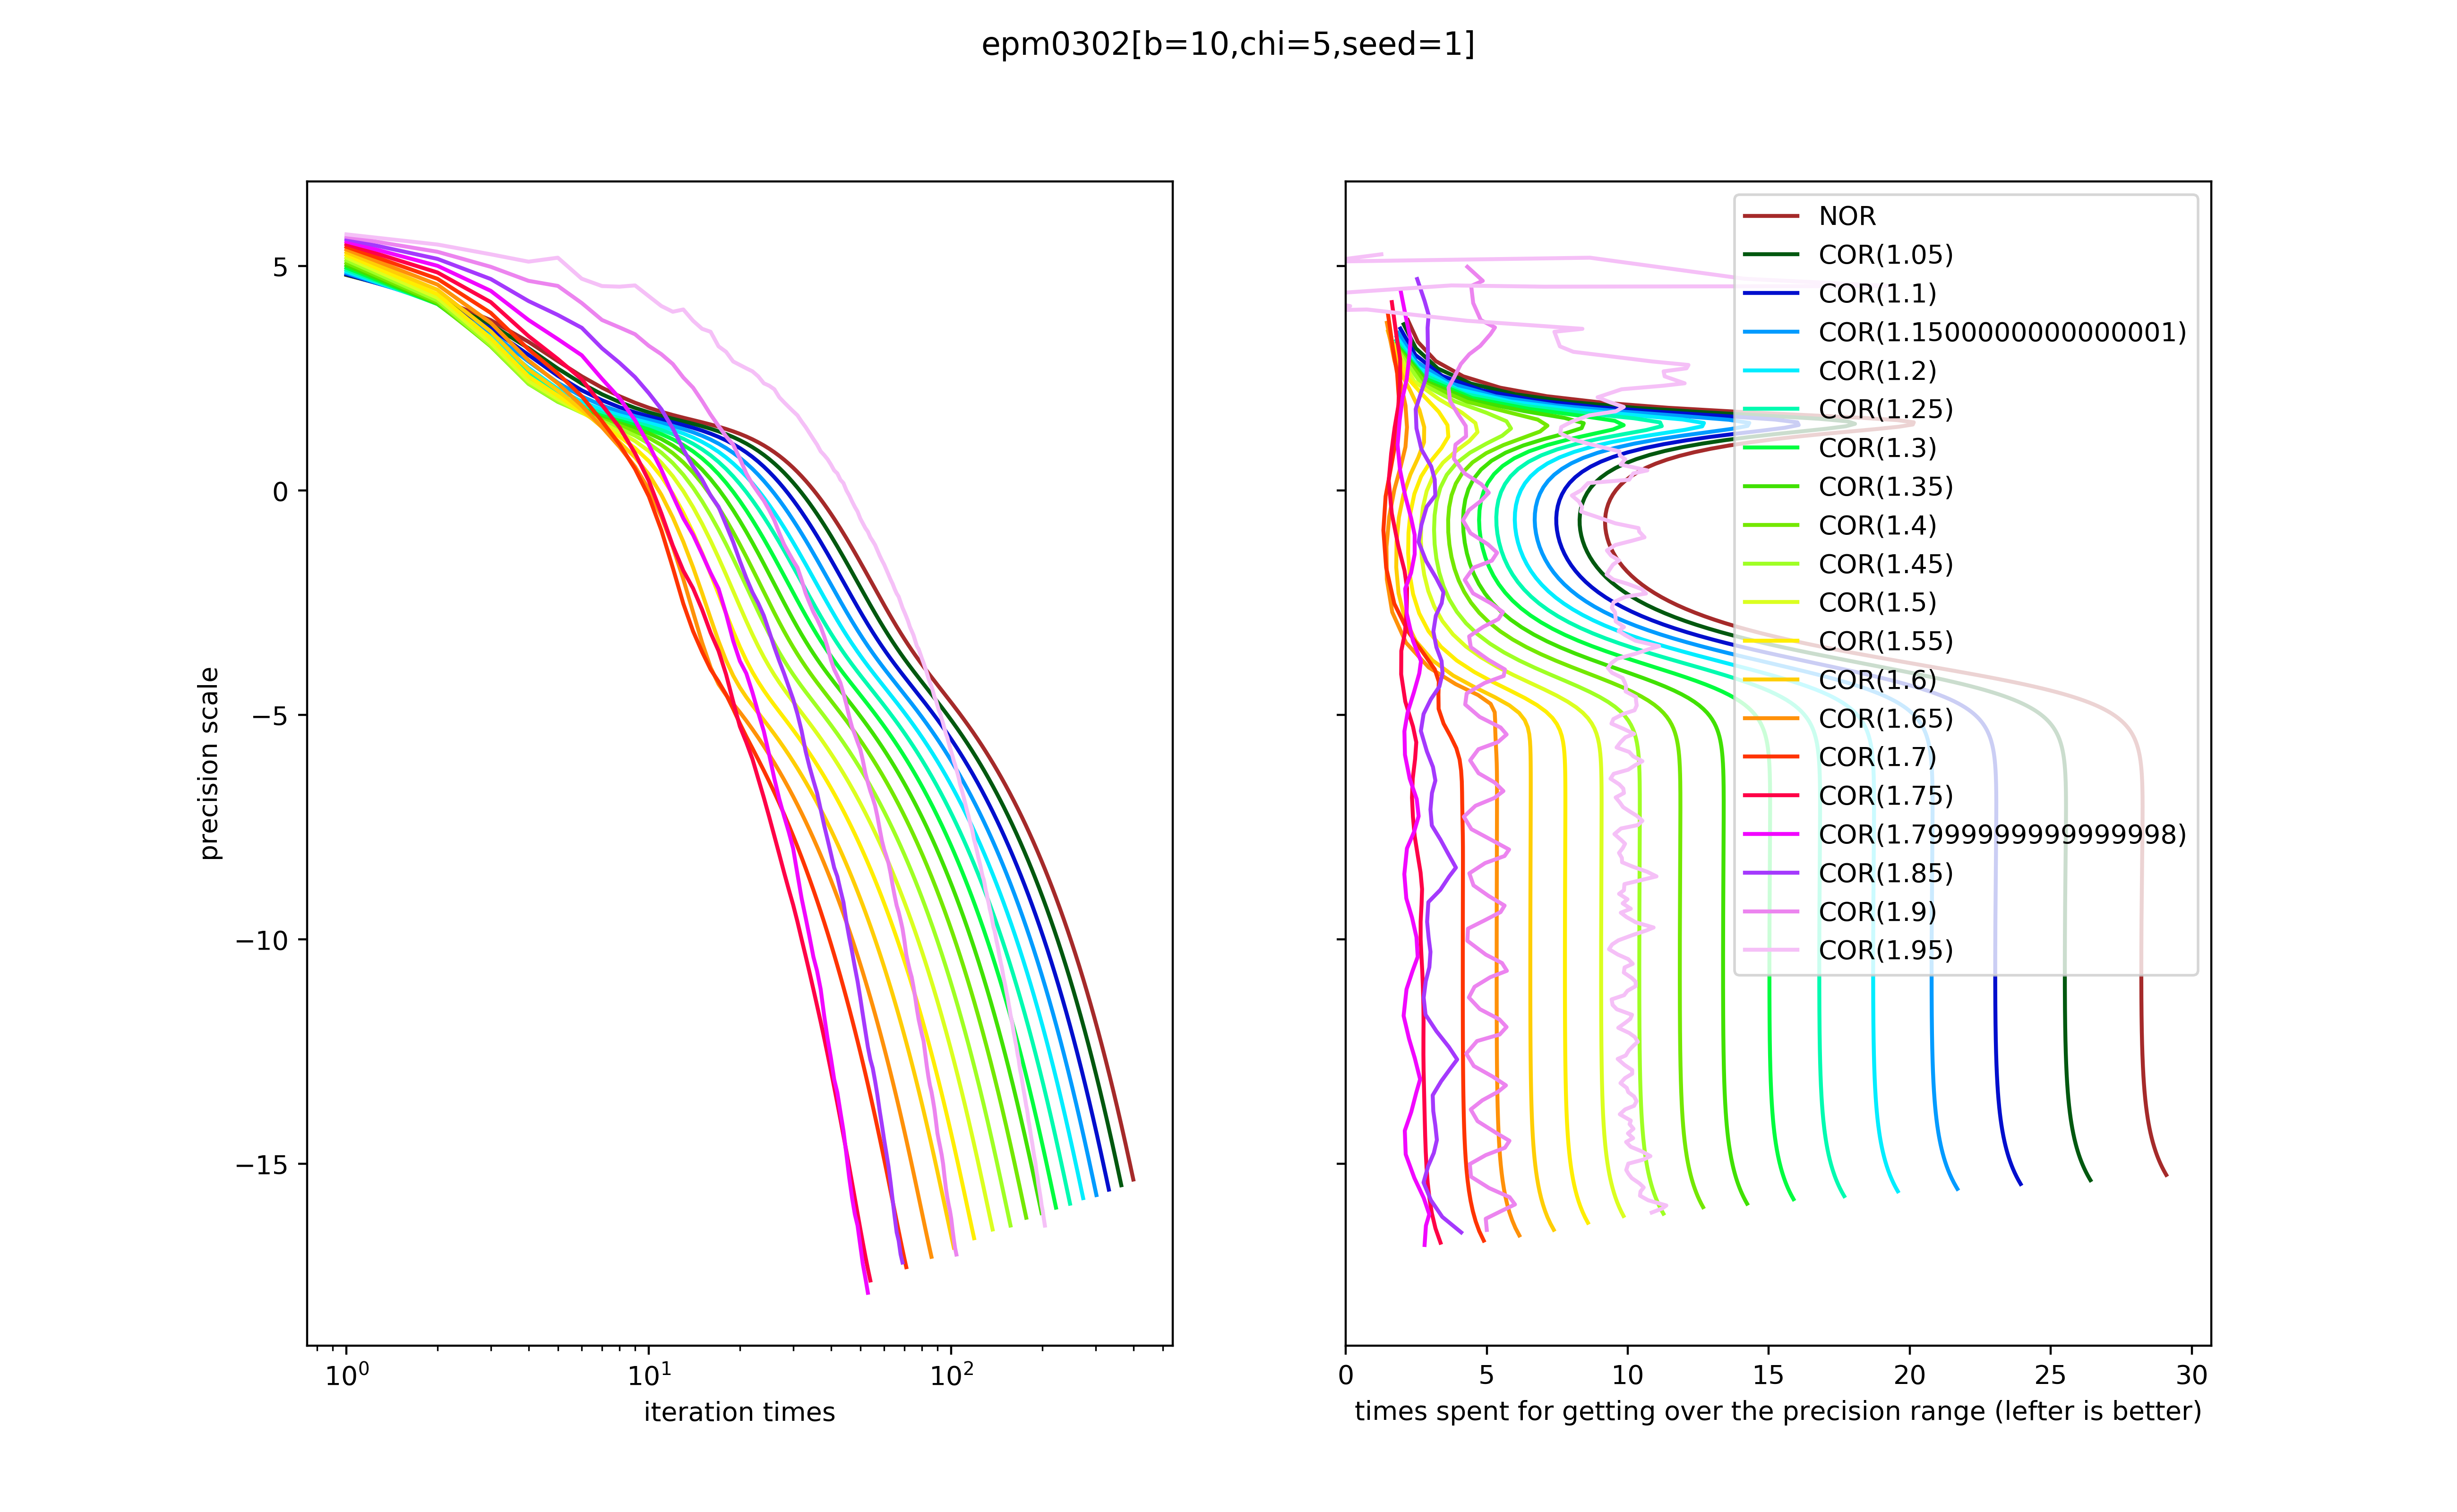 epm0302[b=10,chi=5,seed=1]
5
0
−5
−10
−15
precision scale
10⁰ 10¹ 10²
iteration times
NOR
COR(1.05)
COR(1.1)
COR(1.1500000000000001)
COR(1.2)
COR(1.25)
COR(1.3)
COR(1.35)
COR(1.4)
COR(1.45)
COR(1.5)
COR(1.55)
COR(1.6)
COR(1.65)
COR(1.7)
COR(1.75)
COR(1.7999999999999998)
COR(1.85)
COR(1.9)
COR(1.95)
0 5 10 15 20 25 30
times spent for getting over the precision range (lefter is better)